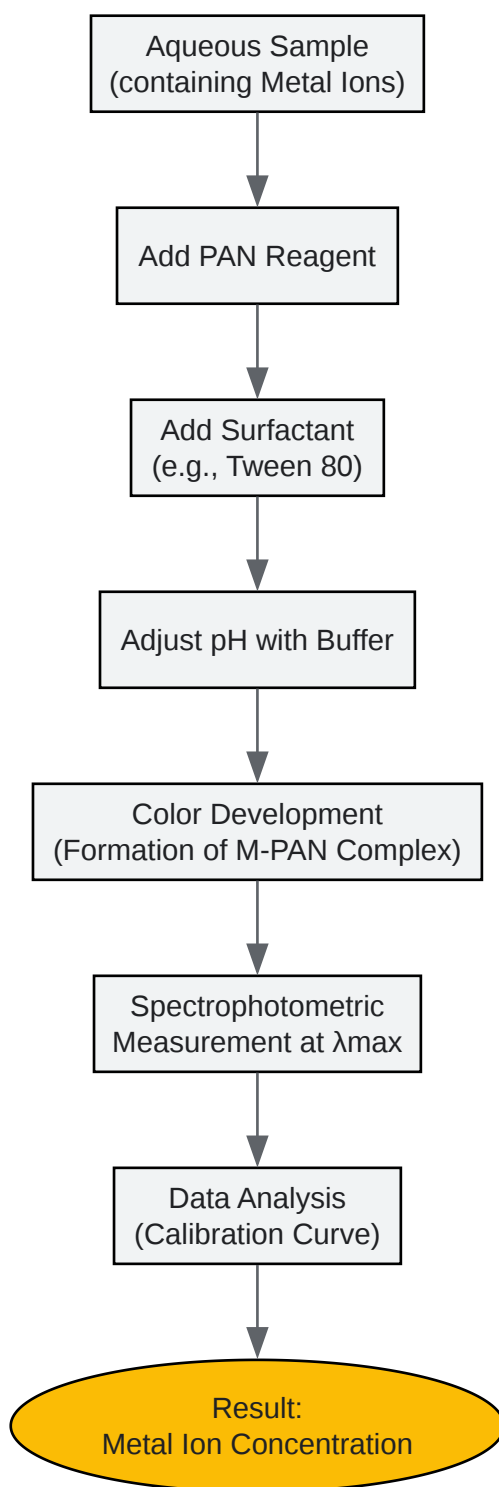 Aqueous Sample
(containing Metal Ions)
Add PAN Reagent
Add Surfactant
(e.g., Tween 80)
Adjust pH with Buffer
Color Development
(Formation of M-PAN Complex)
Spectrophotometric
Measurement at λmax
Data Analysis
(Calibration Curve)
Result:
Metal Ion Concentration